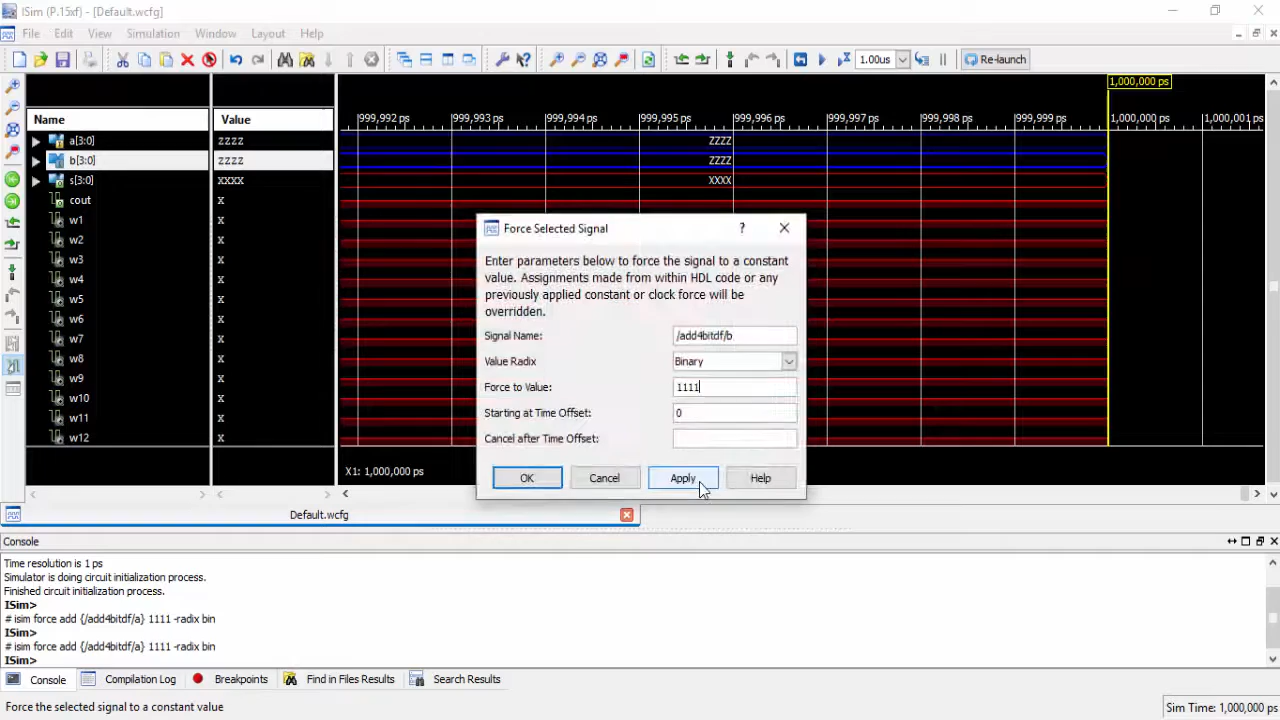 ISim (P.15xf) - [Default.wcfg]
File Edit View Simulation Window Layout Help
1.00us Re-launch
1,000,000 ps
Name Value
999,992 ps 999,993 ps 999,994 ps 999,995 ps 999,996 ps 999,997 ps 999,998 ps 999,999 ps 1,000,000 ps 1,000,001 ps
a[3:0] ZZZZ ZZZZ
b[3:0] ZZZZ ZZZZ
s[3:0] XXXX XXXX
cout X
w1 X
w2 X
w3 X
w4 X
w5 X
w6 X
w7 X
w8 X
w9 X
w10 X
w11 X
w12 X
X1: 1,000,000 ps
Force Selected Signal ?
Enter parameters below to force the signal to a constant
value. Assignments made from within HDL code or any
previously applied constant or clock force will be
overridden.
Signal Name: /add4bitdf/b
Value Radix Binary
Force to Value: 1111
Starting at Time Offset: 0
Cancel after Time Offset:
OK Cancel Apply Help
Default.wcfg
Console
Time resolution is 1 ps
Simulator is doing circuit initialization process.
Finished circuit initialization process.
ISim>
# isim force add {/add4bitdf/a} 1111 -radix bin
ISim>
# isim force add {/add4bitdf/a} 1111 -radix bin
ISim>
Console Compilation Log Breakpoints Find in Files Results Search Results
Force the selected signal to a constant value Sim Time: 1,000,000 ps